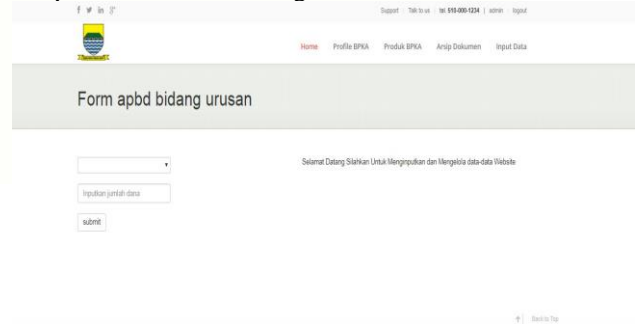 Support Talk to us tel: 510-000-1234 | admin logout
Home Profile BPKA Produk BPKA Arsip Dokumen Input Data
Form apbd bidang urusan
Selamat Datang Silahkan Untuk Menginputkan dan Mengelola data-data Website
Inputkan jumlah dana
submit
Back to Top